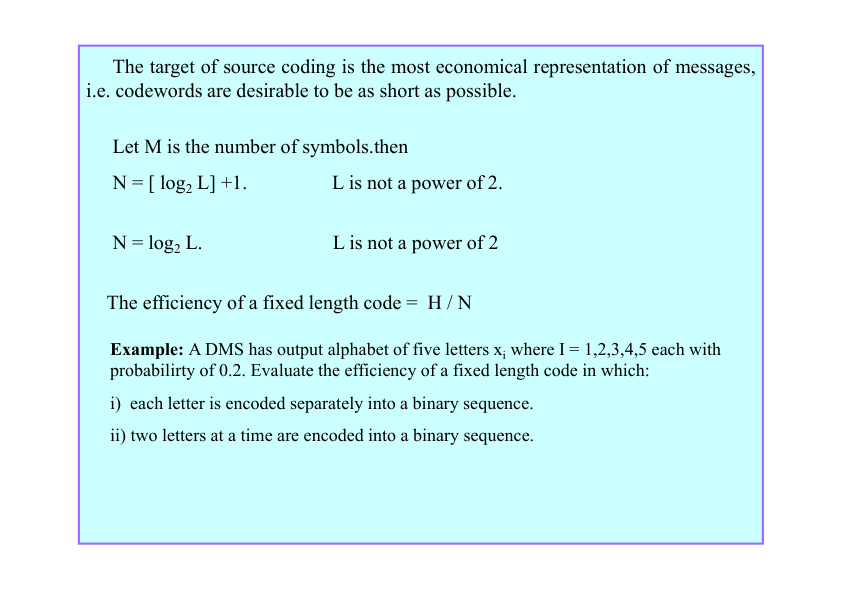 The target of source coding is the most economical representation of messages,
i.e. codewords are desirable to be as short as possible.
Let M is the number of symbols.then
N = [ log₂ L] +1. L is not a power of 2.
N = log₂ L. L is not a power of 2
The efficiency of a fixed length code = H / N
Example: A DMS has output alphabet of five letters xᵢ where I = 1,2,3,4,5 each with
probabilirty of 0.2. Evaluate the efficiency of a fixed length code in which:
i) each letter is encoded separately into a binary sequence.
ii) two letters at a time are encoded into a binary sequence.